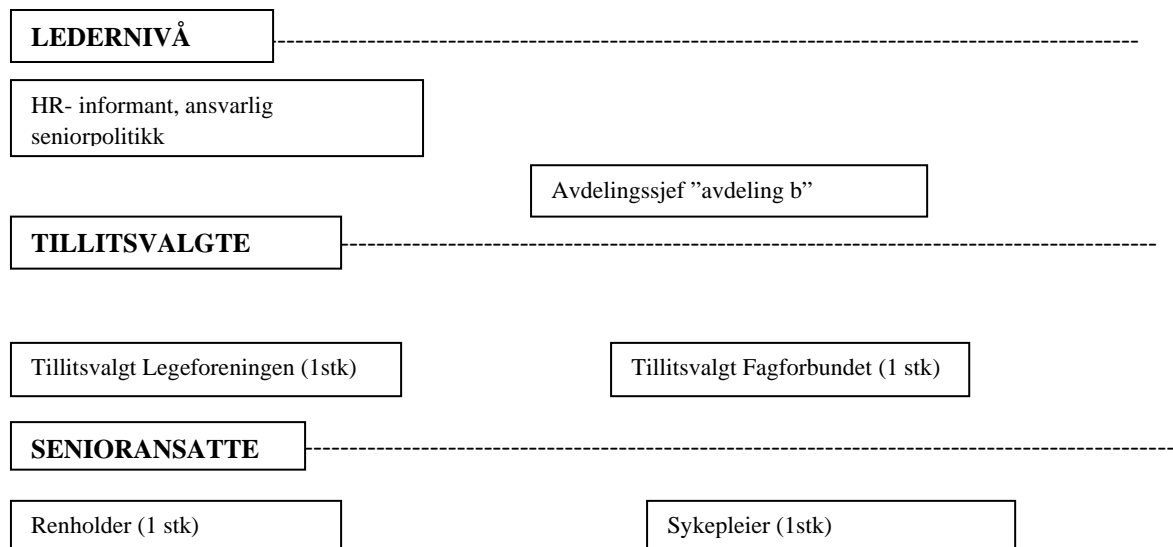 LEDERNIVÅ
HR- informant, ansvarlig
seniorpolitikk
Avdelingssjef ”avdeling b”
TILLITSVALGTE
Tillitsvalgt Legeforeningen (1stk)
Tillitsvalgt Fagforbundet (1 stk)
SENIORANSATTE
Renholder (1 stk)
Sykepleier (1stk)